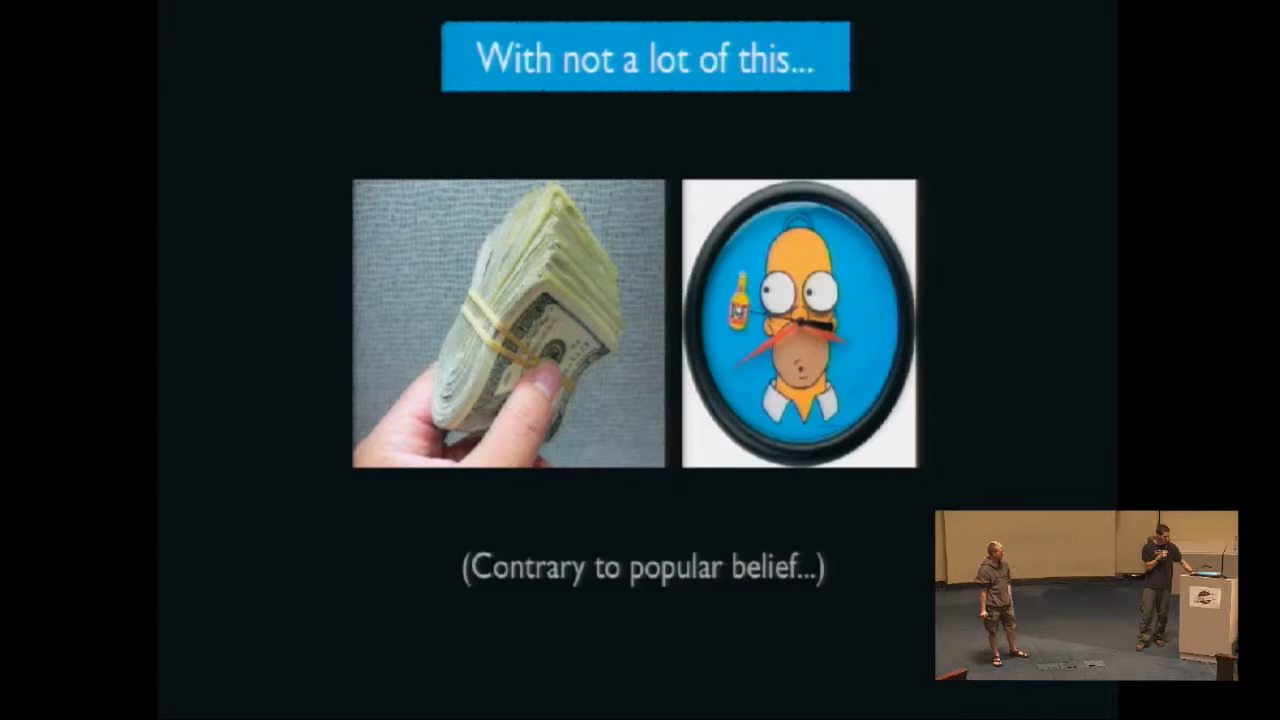 With not a lot of this...
(Contrary to popular belief...)